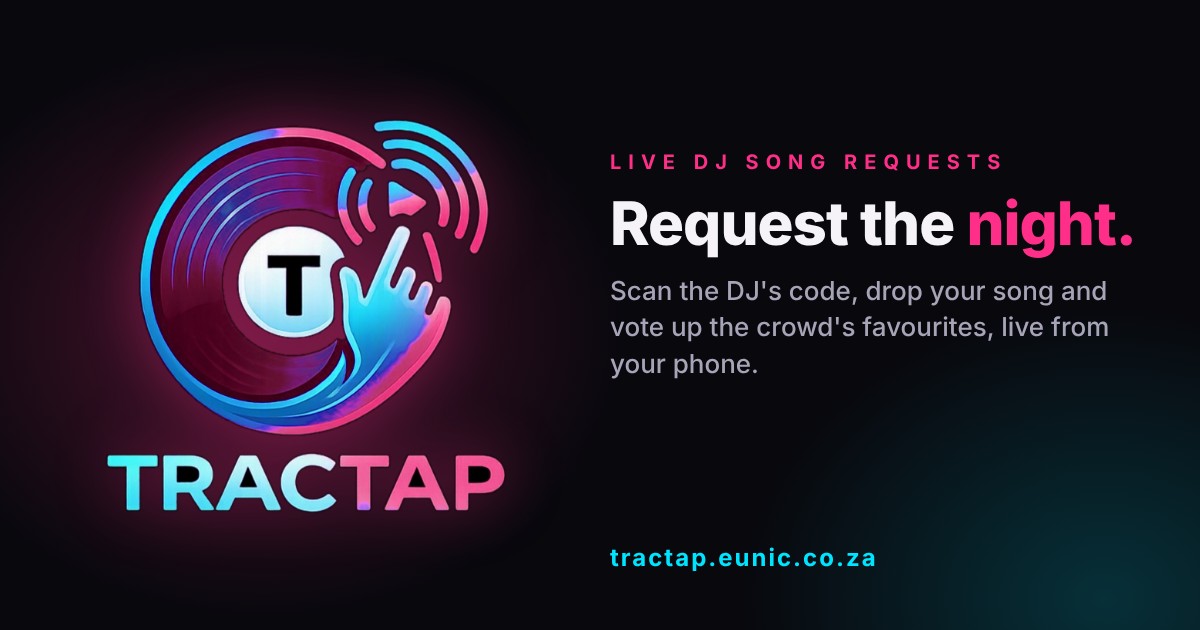 T
TRACTAP
LIVE DJ SONG REQUESTS
Request the night.
Scan the DJ's code, drop your song and
vote up the crowd's favourites, live from
your phone.
tractap.eunic.co.za